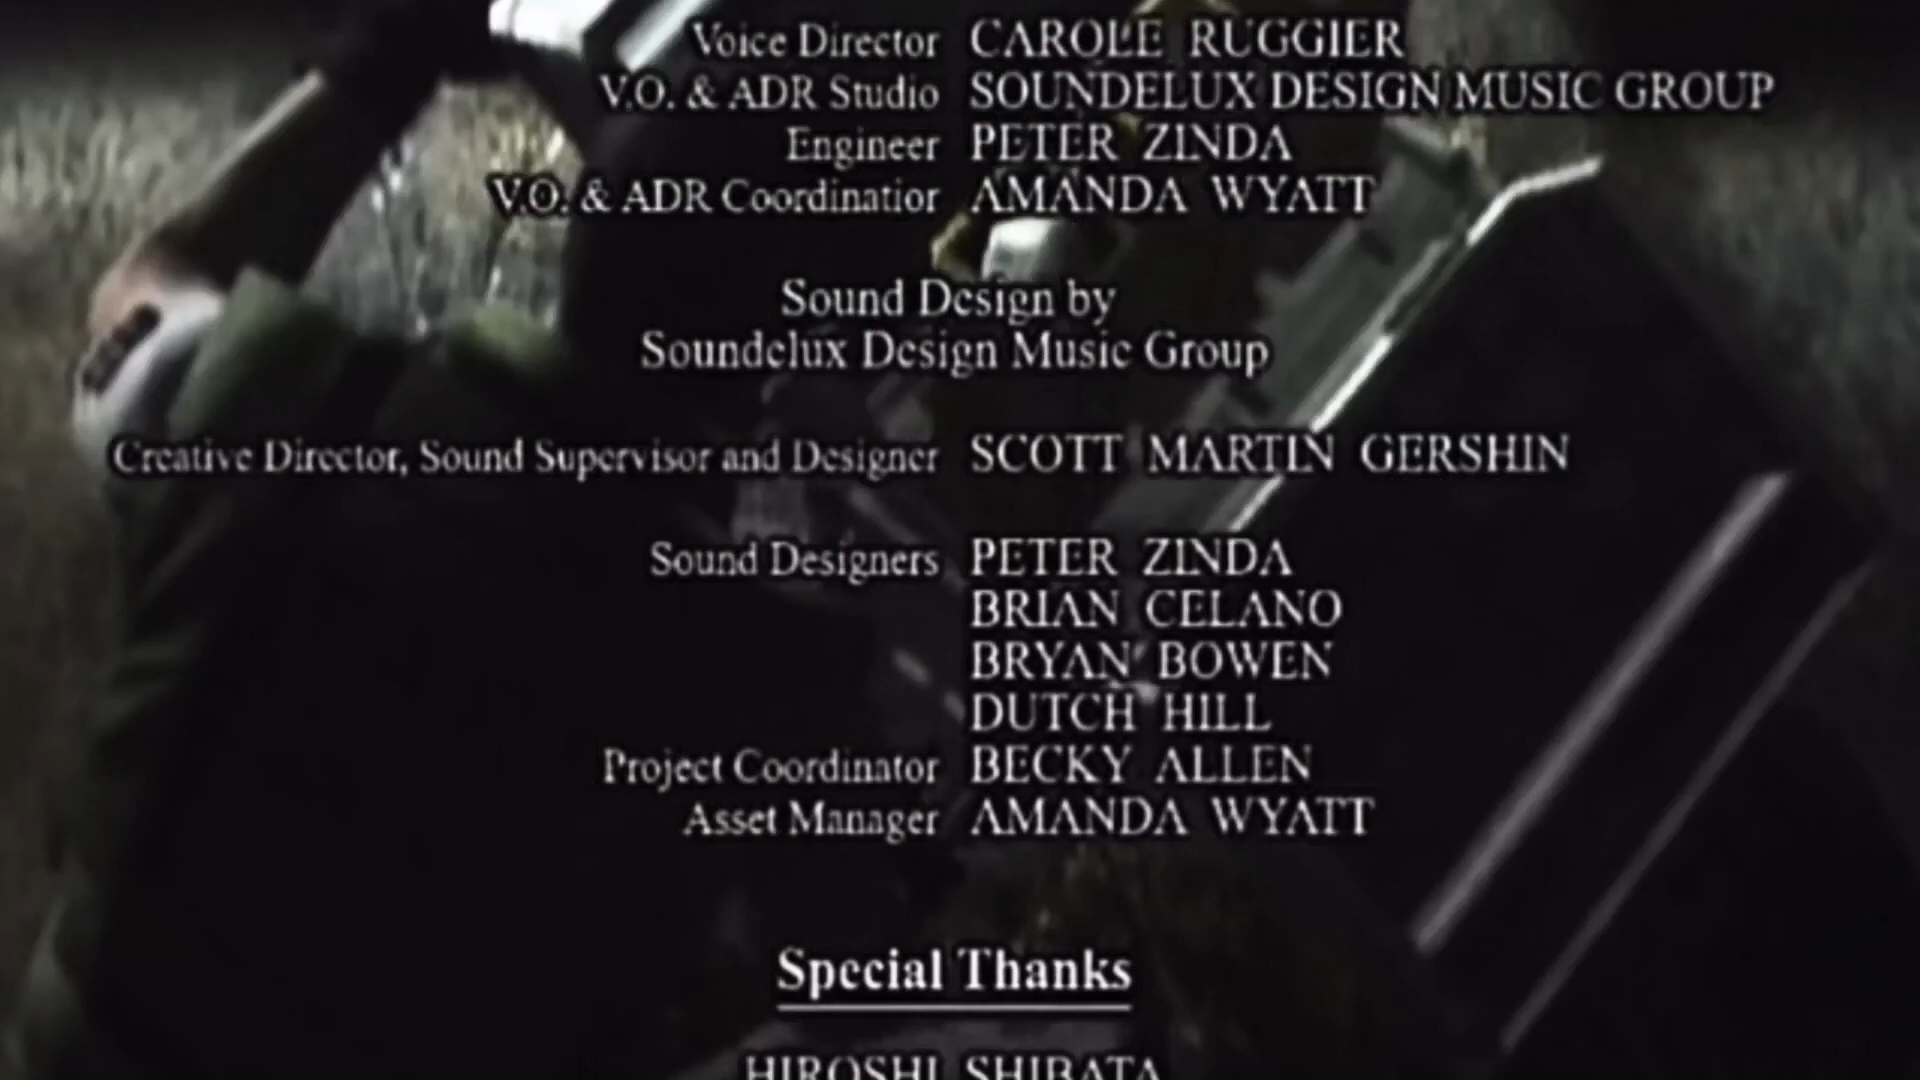 Voice Director CAROLE RUGGIER
V.O. & ADR Studio SOUNDELUX DESIGN MUSIC GROUP
Engineer PETER ZINDA
V.O. & ADR Coordinatior AMANDA WYATT
Sound Design by
Soundelux Design Music Group
Creative Director, Sound Supervisor and Designer SCOTT MARTIN GERSHIN
Sound Designers PETER ZINDA
BRIAN CELANO
BRYAN BOWEN
DUTCH HILL
Project Coordinator BECKY ALLEN
Asset Manager AMANDA WYATT
Special Thanks
HIROSHI SHIBATA